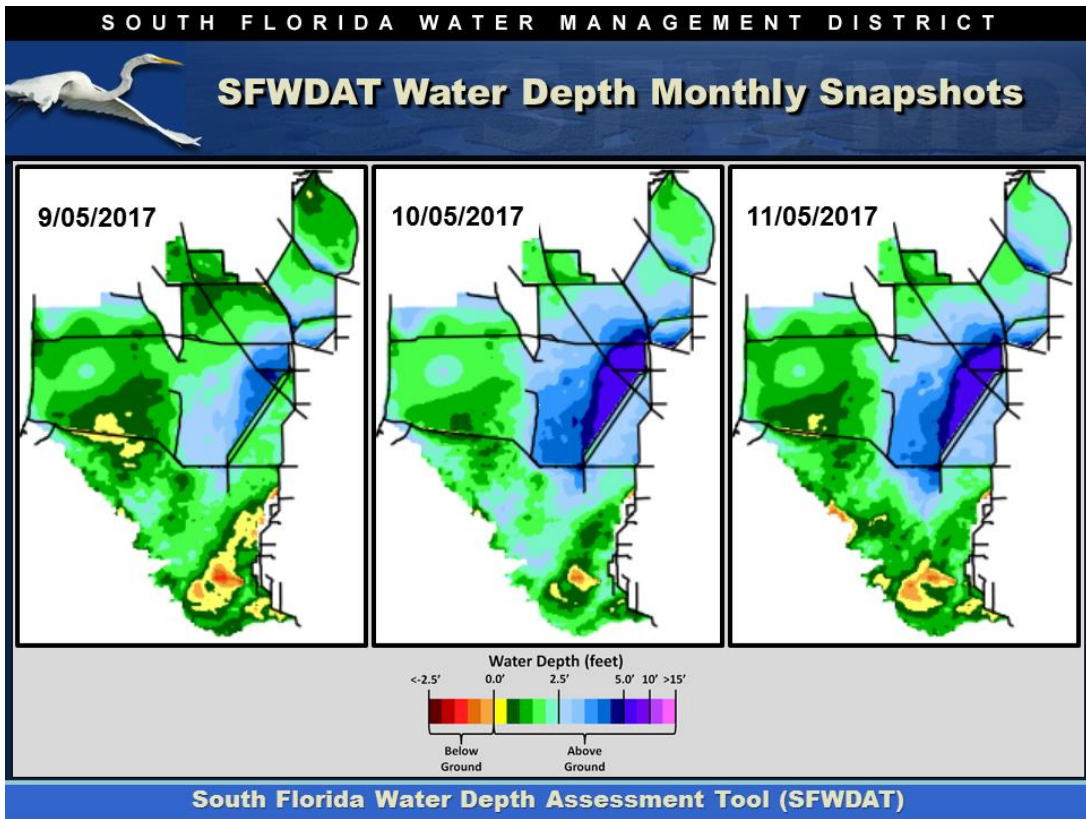 SOUTH FLORIDA WATER MANAGEMENT DISTRICT
SFWDAT Water Depth Monthly Snapshots
9/05/2017
10/05/2017
11/05/2017
Water Depth (feet)
<-2.5' 0.0' 2.5' 5.0' 10' >15'
Below
Ground
Above
Ground
South Florida Water Depth Assessment Tool (SFWDAT)